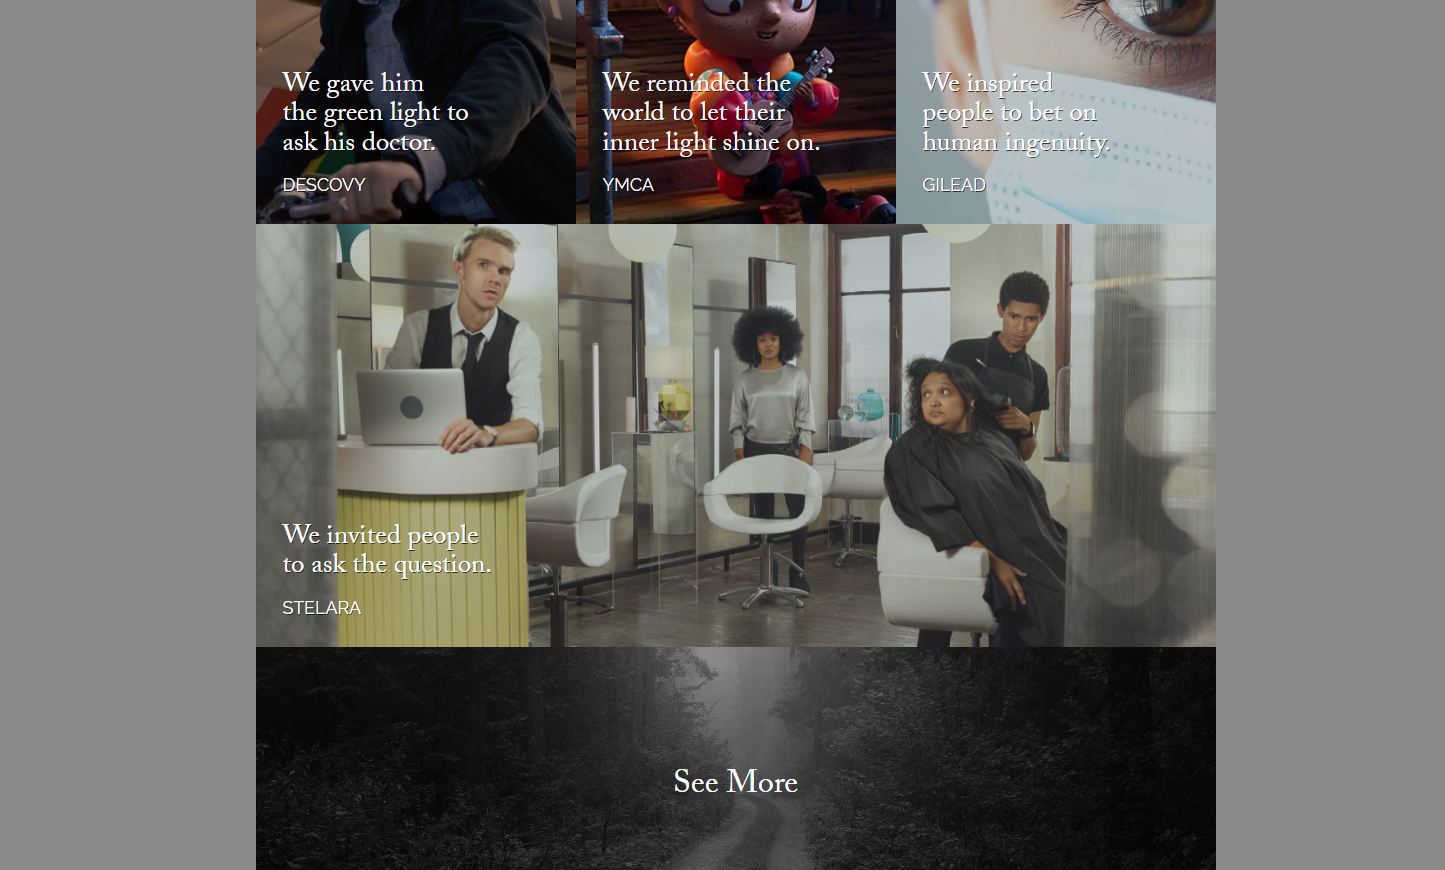 We gave him
the green light to
ask his doctor.
DESCOVY
We reminded the
world to let their
inner light shine on.
YMCA
We inspired
people to bet on
human ingenuity.
GILEAD
We invited people
to ask the question.
STELARA
See More